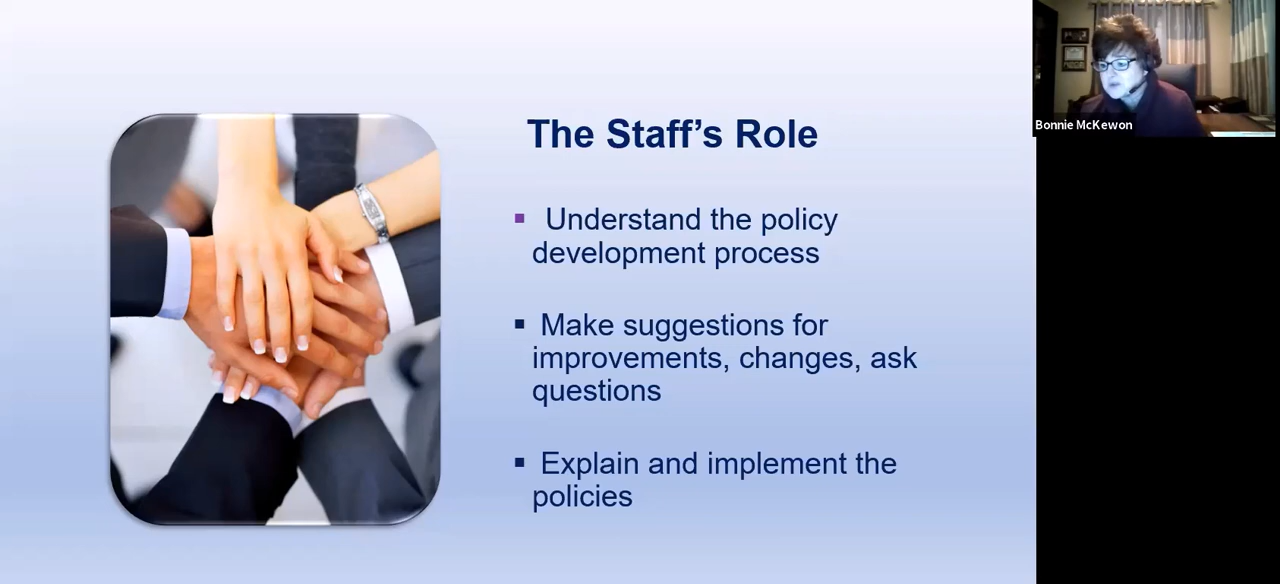 The Staff’s Role
▪ Understand the policy
development process
▪ Make suggestions for
improvements, changes, ask
questions
▪ Explain and implement the
policies
Bonnie McKewon